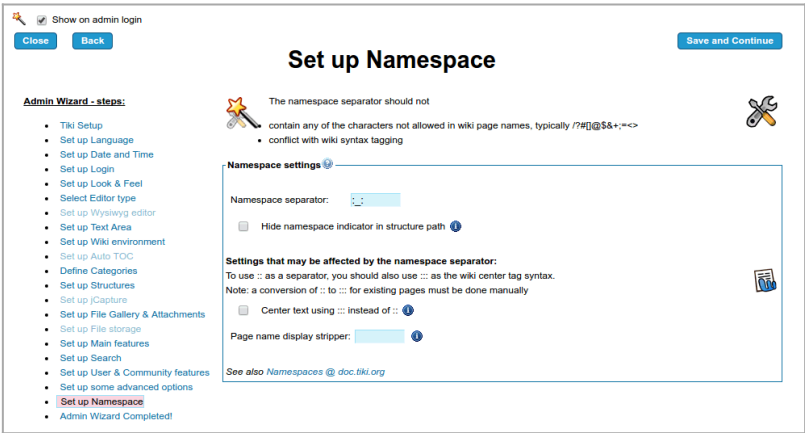 Show on admin login
Close
Back
Save and Continue
Set up Namespace
Admin Wizard - steps:
Tiki Setup
Set up Language
Set up Date and Time
Set up Login
Set up Look & Feel
Select Editor type
Set up Wysiwyg editor
Set up Text Area
Set up Wiki environment
Set up Auto TOC
Define Categories
Set up Structures
Set up jCapture
Set up File Gallery & Attachments
Set up File storage
Set up Main features
Set up Search
Set up User & Community features
Set up some advanced options
Set up Namespace
Admin Wizard Completed!
The namespace separator should not
contain any of the characters not allowed in wiki page names, typically /?#[]@$&+;=<>
conflict with wiki syntax tagging
Namespace settings
Namespace separator: :_:
Hide namespace indicator in structure path
Settings that may be affected by the namespace separator:
To use :: as a separator, you should also use ::: as the wiki center tag syntax.
Note: a conversion of :: to ::: for existing pages must be done manually
Center text using ::: instead of ::
Page name display stripper:
See also Namespaces @ doc.tiki.org